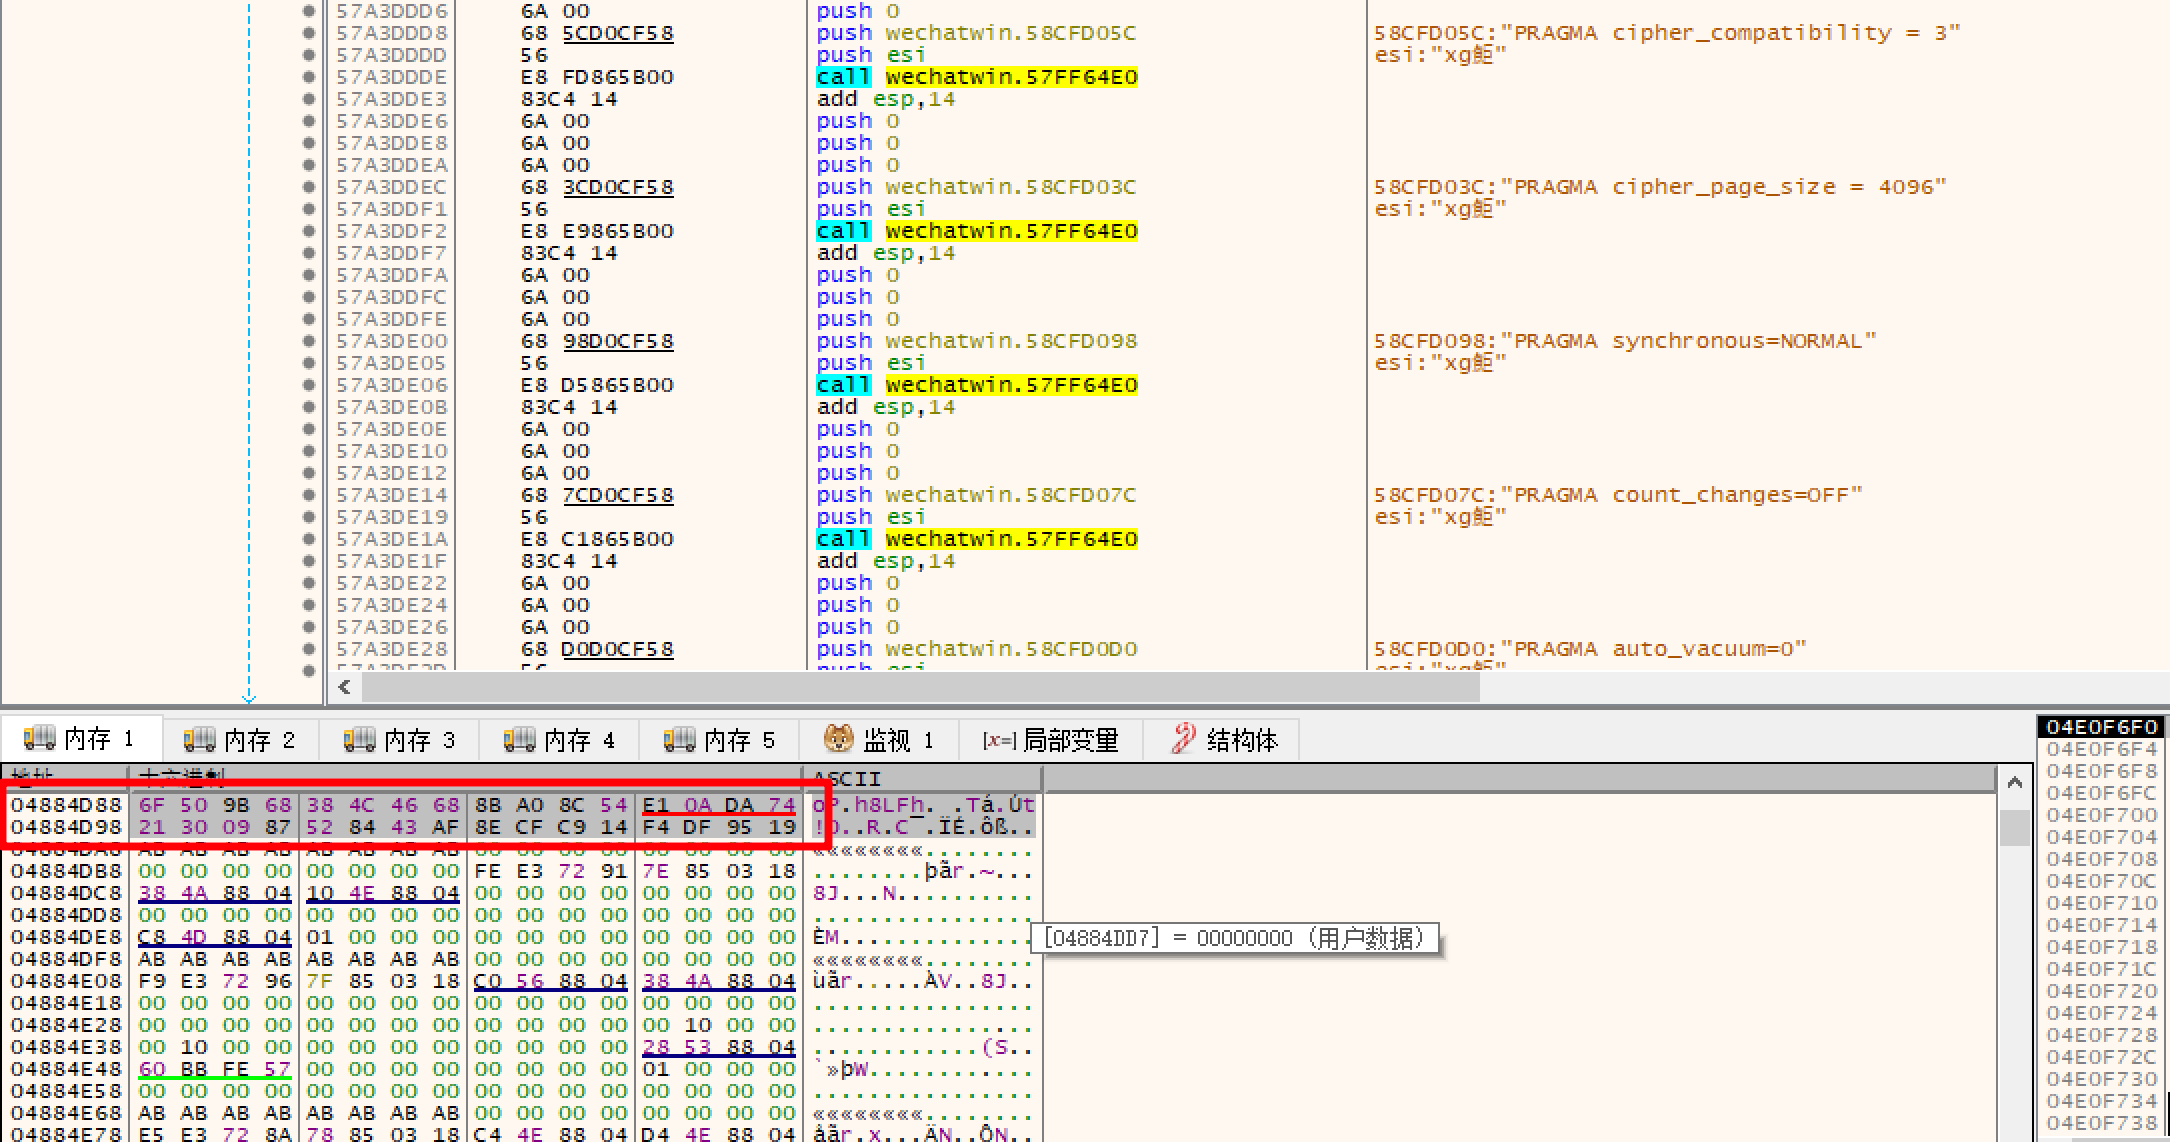 57A3DDD6 6A 00 push 0
57A3DDD8 68 5CD0CF58 push wechatwin.58CFD05C 58CFD05C:"PRAGMA cipher_compatibility = 3"
57A3DDDD 56 push esi esi:"xg鉅"
57A3DDDE E8 FD865B00 call wechatwin.57FF64E0
57A3DDE3 83C4 14 add esp,14
57A3DDE6 6A 00 push 0
57A3DDE8 6A 00 push 0
57A3DDEA 6A 00 push 0
57A3DDEC 68 3CD0CF58 push wechatwin.58CFD03C 58CFD03C:"PRAGMA cipher_page_size = 4096"
57A3DDF1 56 push esi esi:"xg鉅"
57A3DDF2 E8 E9865B00 call wechatwin.57FF64E0
57A3DDF7 83C4 14 add esp,14
57A3DDFA 6A 00 push 0
57A3DDFC 6A 00 push 0
57A3DDFE 6A 00 push 0
57A3DE00 68 98D0CF58 push wechatwin.58CFD098 58CFD098:"PRAGMA synchronous=NORMAL"
57A3DE05 56 push esi esi:"xg鉅"
57A3DE06 E8 D5865B00 call wechatwin.57FF64E0
57A3DE0B 83C4 14 add esp,14
57A3DE0E 6A 00 push 0
57A3DE10 6A 00 push 0
57A3DE12 6A 00 push 0
57A3DE14 68 7CD0CF58 push wechatwin.58CFD07C 58CFD07C:"PRAGMA count_changes=OFF"
57A3DE19 56 push esi esi:"xg鉅"
57A3DE1A E8 C1865B00 call wechatwin.57FF64E0
57A3DE1F 83C4 14 add esp,14
57A3DE22 6A 00 push 0
57A3DE24 6A 00 push 0
57A3DE26 6A 00 push 0
57A3DE28 68 D0D0CF58 push wechatwin.58CFD0D0 58CFD0D0:"PRAGMA auto_vacuum=0"
内存 1 内存 2 内存 3 内存 4 内存 5 监视 1 [x=] 局部变量 结构体
地址 十六进制 ASCII
04884D88 6F 50 9B 68 38 4C 46 68 8B A0 8C 54 E1 0A DA 74 oP.h8LFh. .Tá.Út
04884D98 21 30 09 87 52 84 43 AF 8E CF C9 14 F4 DF 95 19 !0..R.C¯.ÏÉ.ôß..
04884DA8 AB AB AB AB AB AB AB AB 00 00 00 00 00 00 00 00 ««««««««........
04884DB8 00 00 00 00 00 00 00 00 FE E3 72 91 7E 85 03 18 ........þãr.~...
04884DC8 38 4A 88 04 10 4E 88 04 00 00 00 00 00 00 00 00 8J...N..........
04884DD8 00 00 00 00 00 00 00 00 00 00 00 00 00 00 00 00 ................
04884DE8 C8 4D 88 04 01 00 00 00 00 00 00 00 00 00 00 00 ÈM..............
[04884DD7] = 00000000 (用户数据)
04884DF8 AB AB AB AB AB AB AB AB 00 00 00 00 00 00 00 00 ««««««««........
04884E08 F9 E3 72 96 7F 85 03 18 C0 56 88 04 38 4A 88 04 ùãr.....ÀV..8J..
04884E18 00 00 00 00 00 00 00 00 00 00 00 00 00 00 00 00 ................
04884E28 00 00 00 00 00 00 00 00 00 00 00 00 00 10 00 00 ................
04884E38 00 10 00 00 00 00 00 00 00 00 00 00 28 53 88 04 ............(S..
04884E48 60 BB FE 57 00 00 00 00 00 00 00 00 01 00 00 00 `»þW............
04884E58 00 00 00 00 00 00 00 00 00 00 00 00 00 00 00 00 ................
04884E68 AB AB AB AB AB AB AB AB 00 00 00 00 00 00 00 00 ««««««««........
04884E78 E5 E3 72 8A 78 85 03 18 C4 4E 88 04 D4 4E 88 04 åãr.x...ÄN..ÔN..
04E0F6F0
04E0F6F4
04E0F6F8
04E0F6FC
04E0F700
04E0F704
04E0F708
04E0F70C
04E0F710
04E0F714
04E0F718
04E0F71C
04E0F720
04E0F724
04E0F728
04E0F72C
04E0F730
04E0F734
04E0F738